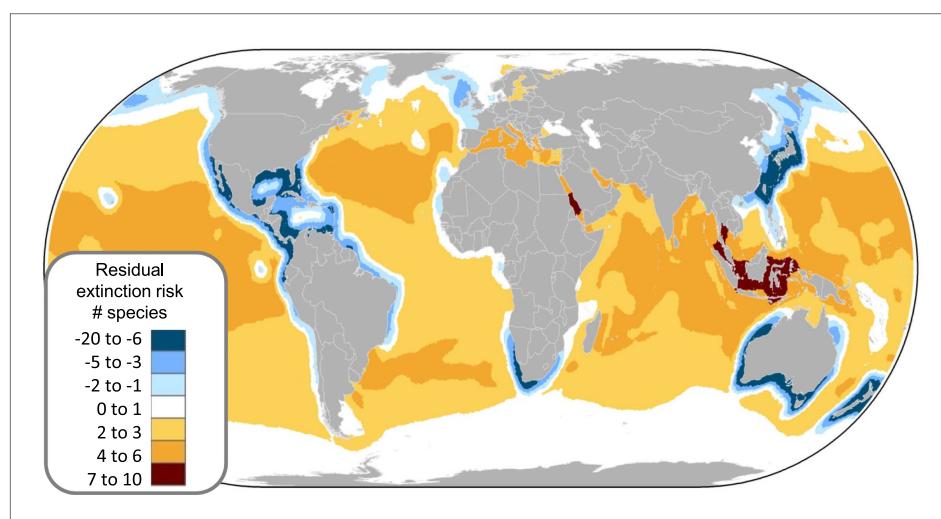 Residual
extinction risk
# species
-20 to -6
-5 to -3
-2 to -1
0 to 1
2 to 3
4 to 6
7 to 10